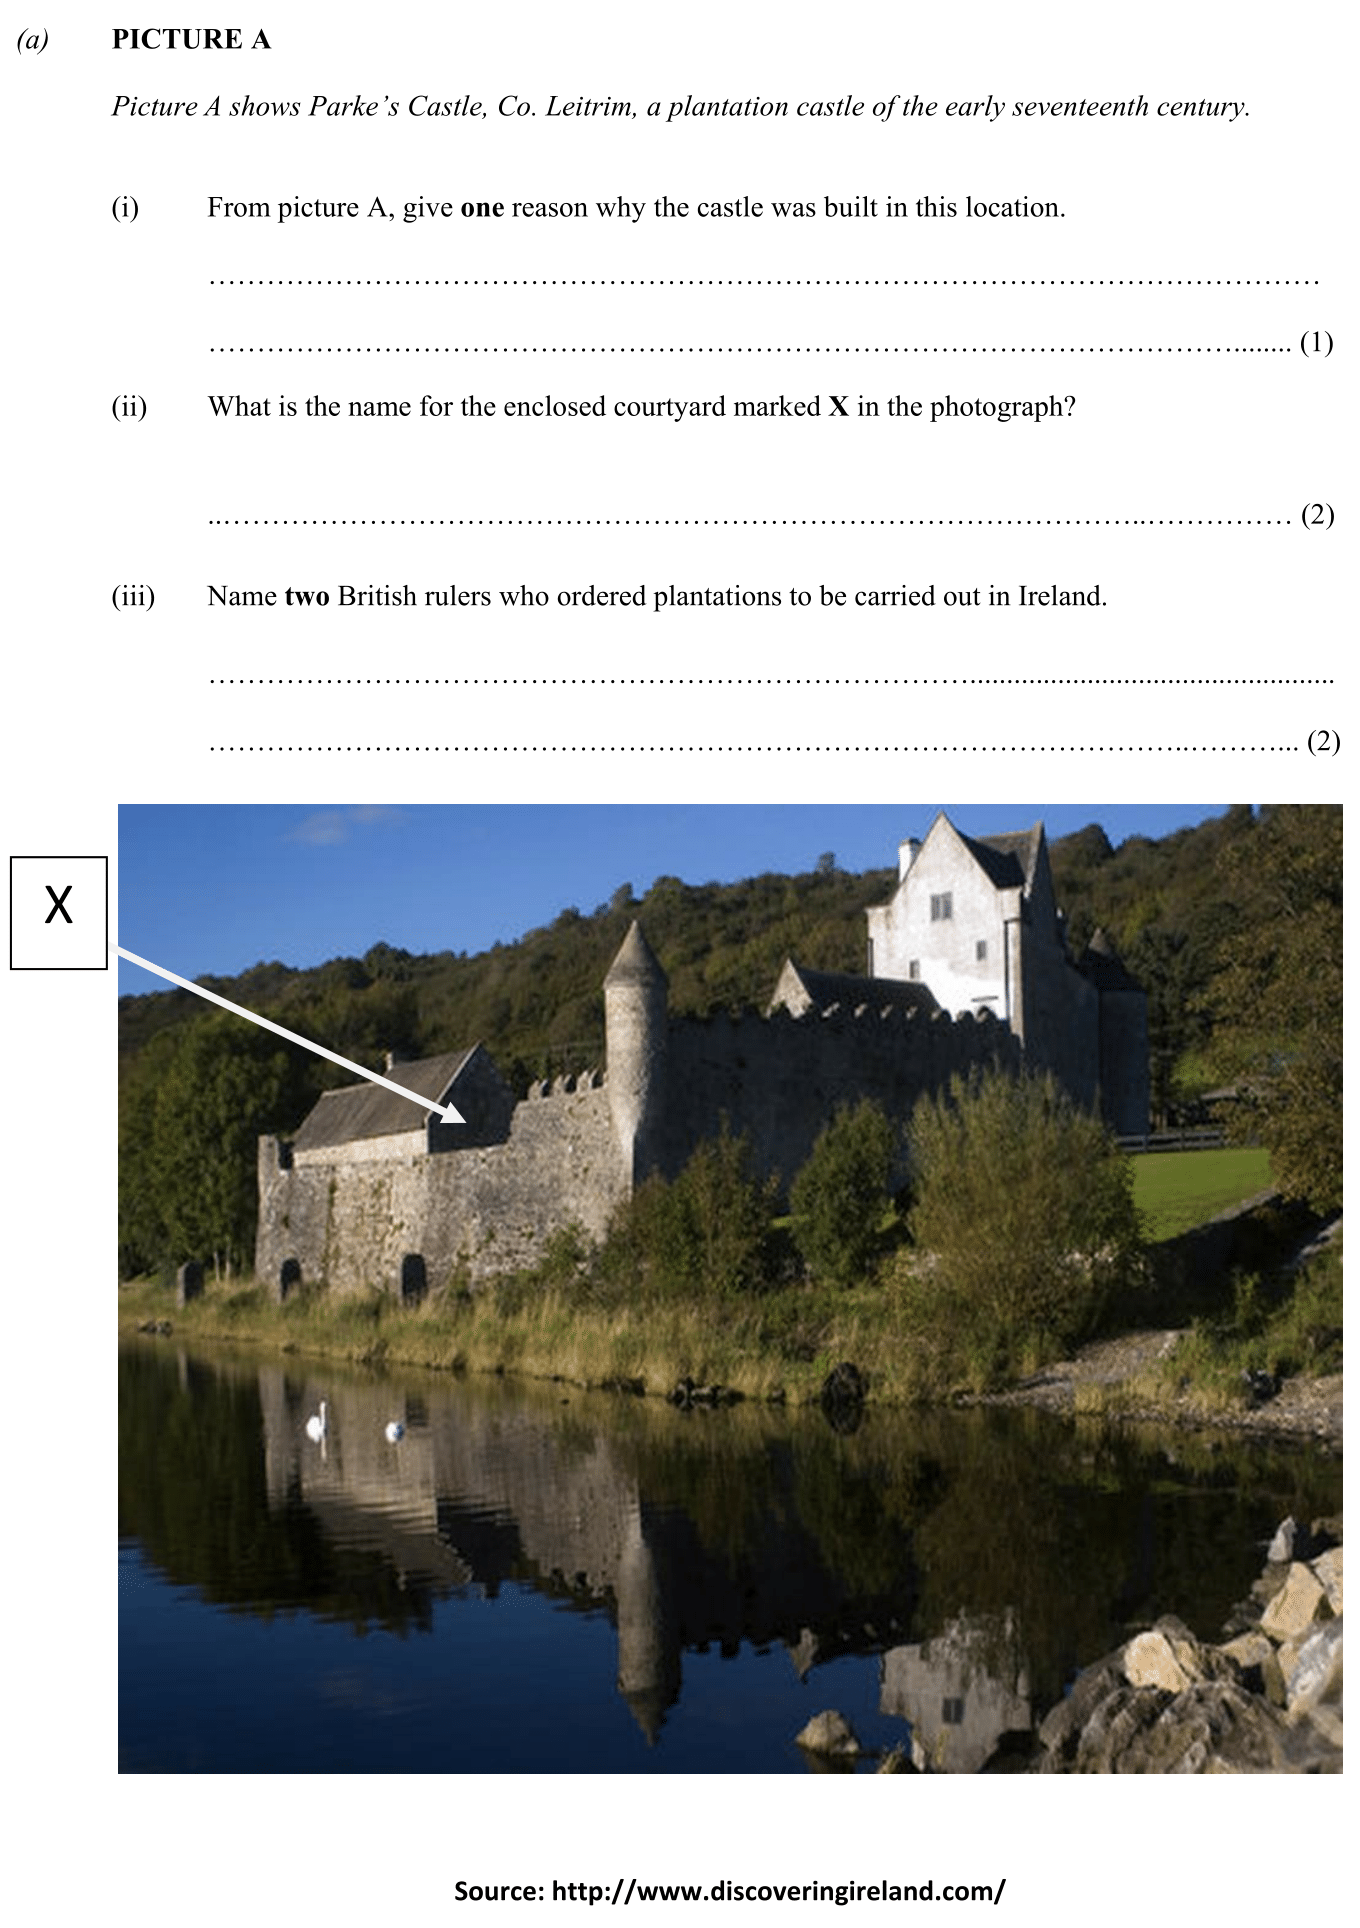 (a) PICTURE A
Picture A shows Parke’s Castle, Co. Leitrim, a plantation castle of the early seventeenth century.
(i) From picture A, give one reason why the castle was built in this location.
………………………………………………………………………………………………………
……………………………………………………………………………………………........ (1)
(ii) What is the name for the enclosed courtyard marked X in the photograph?
..…………………………………………………………………………………..…………… (2)
(iii) Name two British rulers who ordered plantations to be carried out in Ireland.
……………………………………………………………………..................................................
………………………………………………………………………………………..………... (2)
X
Source: http://www.discoveringireland.com/